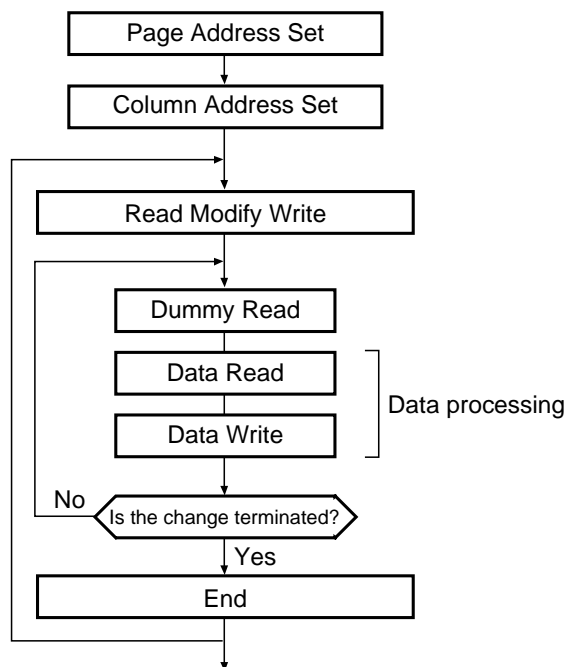 Page Address Set
Column Address Set
Read Modify Write
Dummy Read
Data Read
Data processing
Data Write
No
Is the change terminated?
Yes
End